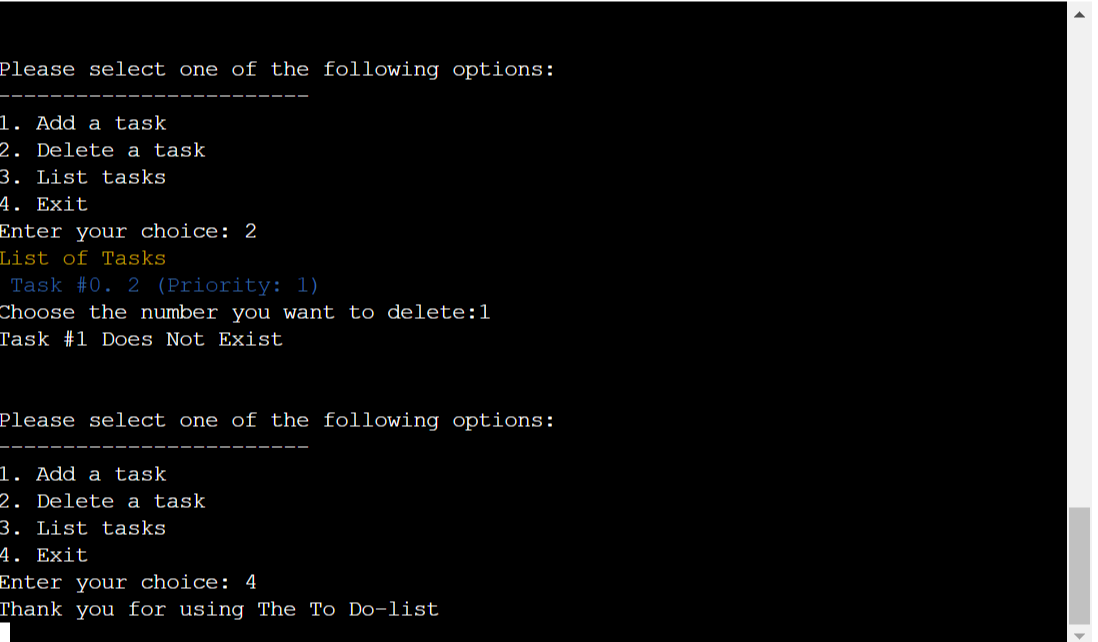 Please select one of the following options:
------------------------
1. Add a task
2. Delete a task
3. List tasks
4. Exit
Enter your choice: 2
List of Tasks
Task #0. 2 (Priority: 1)
Choose the number you want to delete:1
Task #1 Does Not Exist
Please select one of the following options:
------------------------
1. Add a task
2. Delete a task
3. List tasks
4. Exit
Enter your choice: 4
Thank you for using The To Do-list